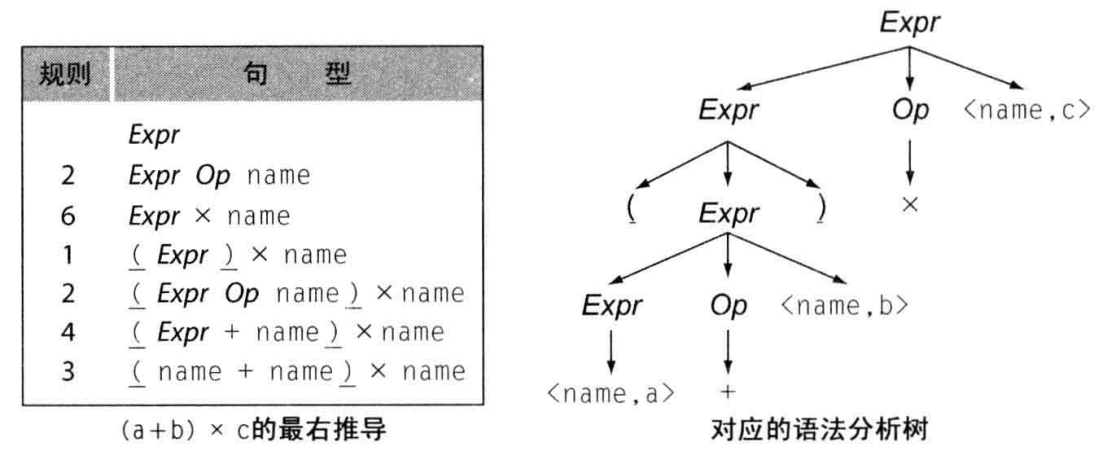 规则 句 型
Expr
2 Expr Op name
6 Expr × name
1 ( Expr ) × name
2 ( Expr Op name ) × name
4 ( Expr + name ) × name
3 ( name + name ) × name
(a+b) × c的最右推导
Expr
Expr Op <name,c>
( Expr ) ×
Expr Op <name,b>
<name,a> +
对应的语法分析树